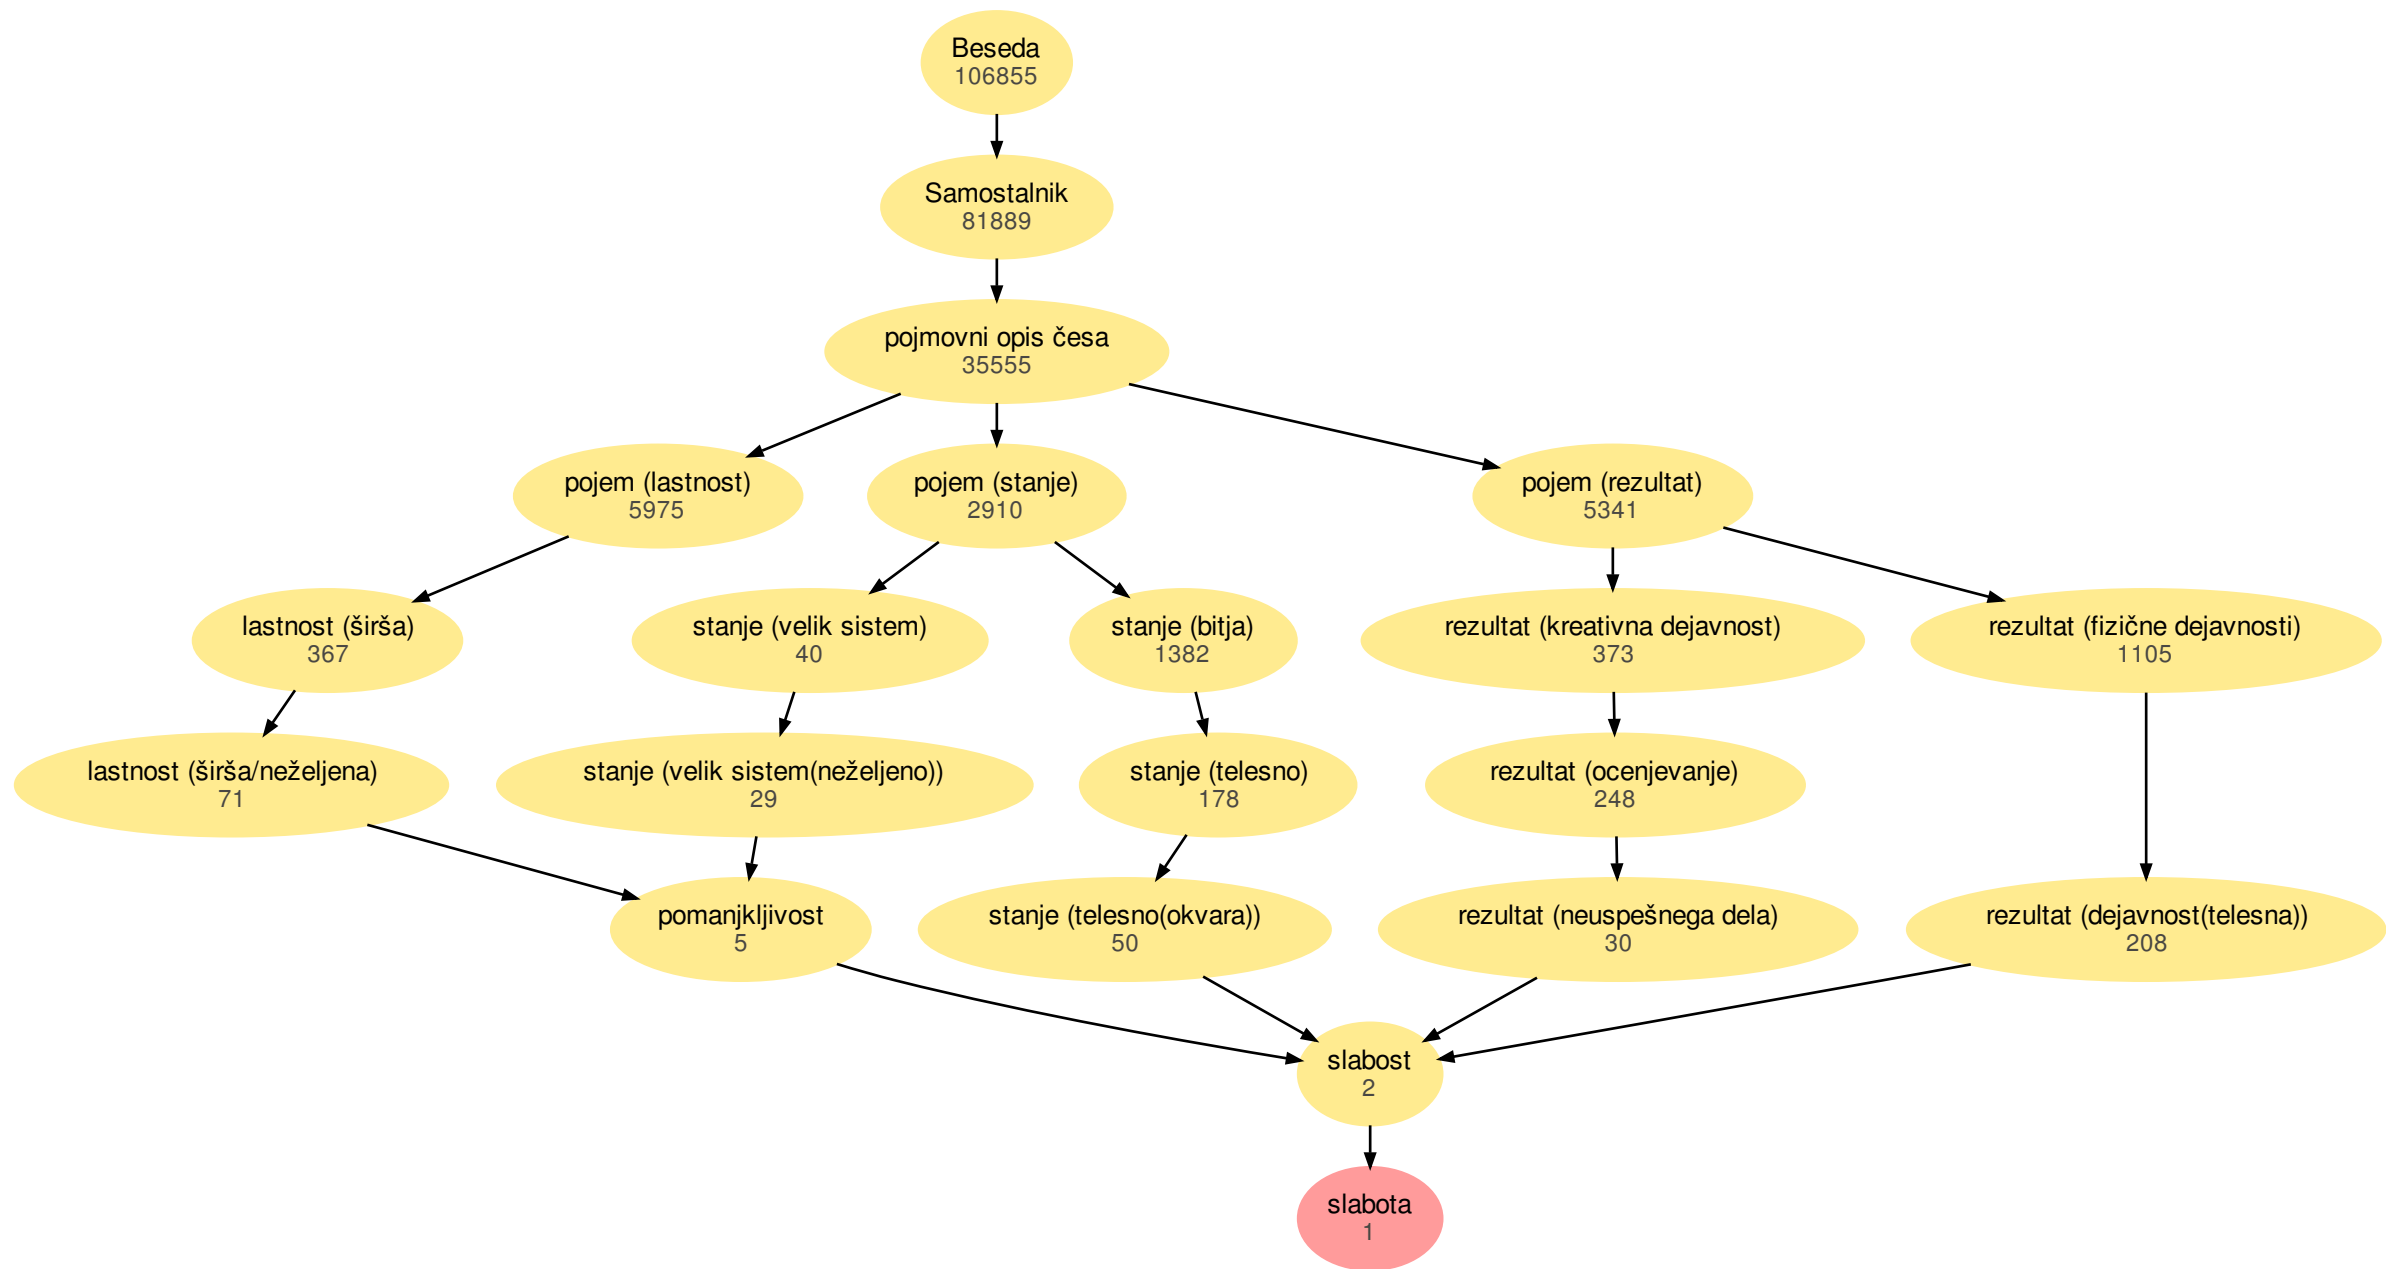 Beseda
106855
Samostalnik
81889
pojmovni opis česa
35555
pojem (lastnost)
5975
pojem (stanje)
2910
pojem (rezultat)
5341
lastnost (širša)
367
stanje (velik sistem)
40
stanje (bitja)
1382
rezultat (kreativna dejavnost)
373
rezultat (fizične dejavnosti)
1105
lastnost (širša/neželjena)
71
stanje (velik sistem(neželjeno))
29
stanje (telesno)
178
rezultat (ocenjevanje)
248
pomanjkljivost
5
stanje (telesno(okvara))
50
rezultat (neuspešnega dela)
30
rezultat (dejavnost(telesna))
208
slabost
2
slabota
1